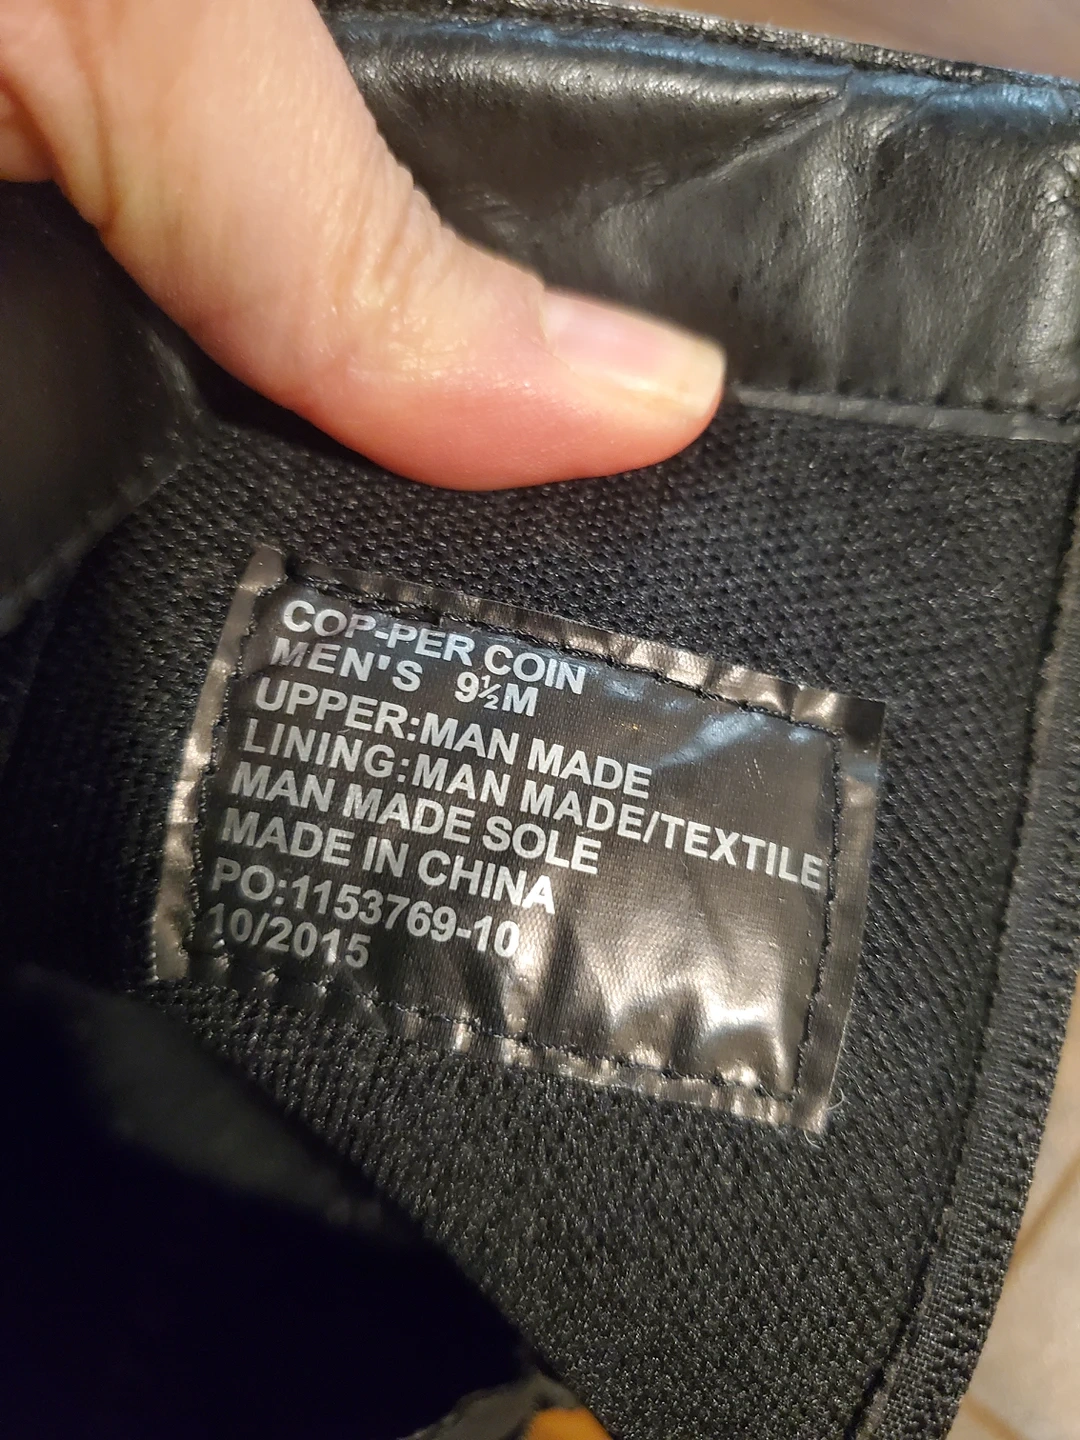 COP-PER COIN
MEN'S 9½M
UPPER:MAN MADE
LINING:MAN MADE/TEXTILE
MAN MADE SOLE
MADE IN CHINA
PO:1153769-10
10/2015